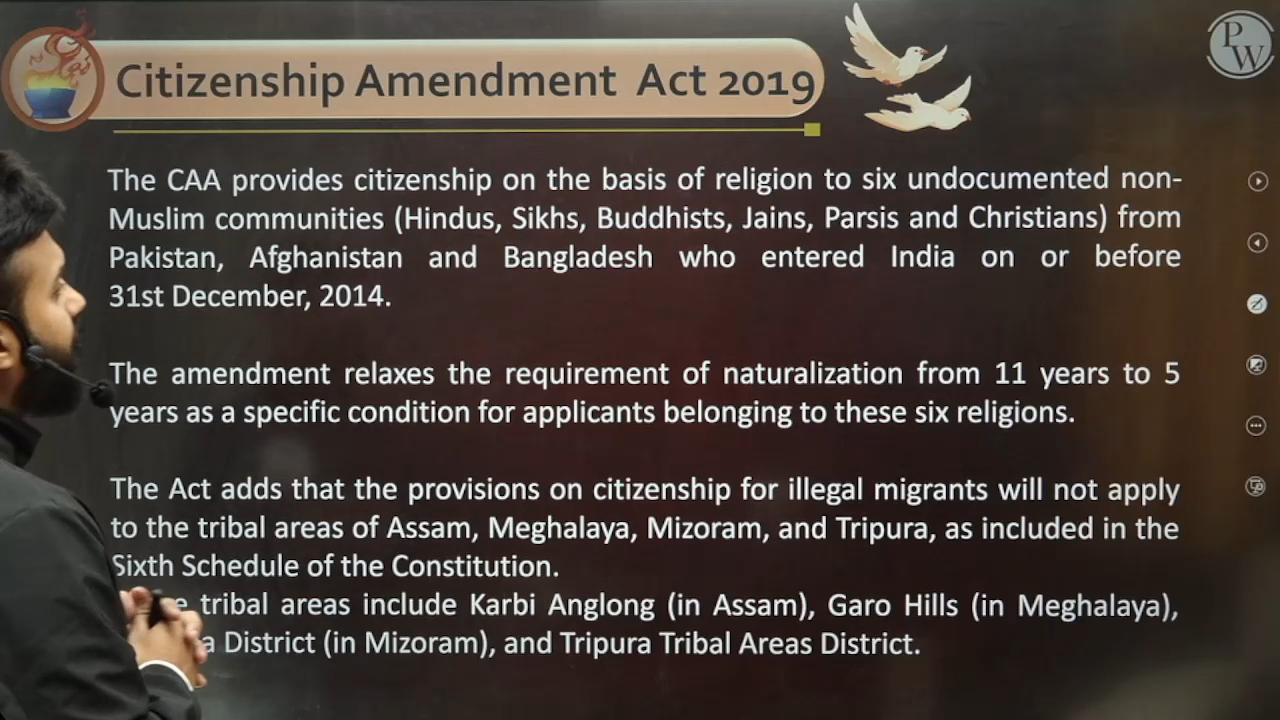 Citizenship Amendment Act 2019
PW
The CAA provides citizenship on the basis of religion to six undocumented non-
Muslim communities (Hindus, Sikhs, Buddhists, Jains, Parsis and Christians) from
Pakistan, Afghanistan and Bangladesh who entered India on or before
31st December, 2014.
The amendment relaxes the requirement of naturalization from 11 years to 5
years as a specific condition for applicants belonging to these six religions.
The Act adds that the provisions on citizenship for illegal migrants will not apply
to the tribal areas of Assam, Meghalaya, Mizoram, and Tripura, as included in the
Sixth Schedule of the Constitution.
tribal areas include Karbi Anglong (in Assam), Garo Hills (in Meghalaya),
District (in Mizoram), and Tripura Tribal Areas District.